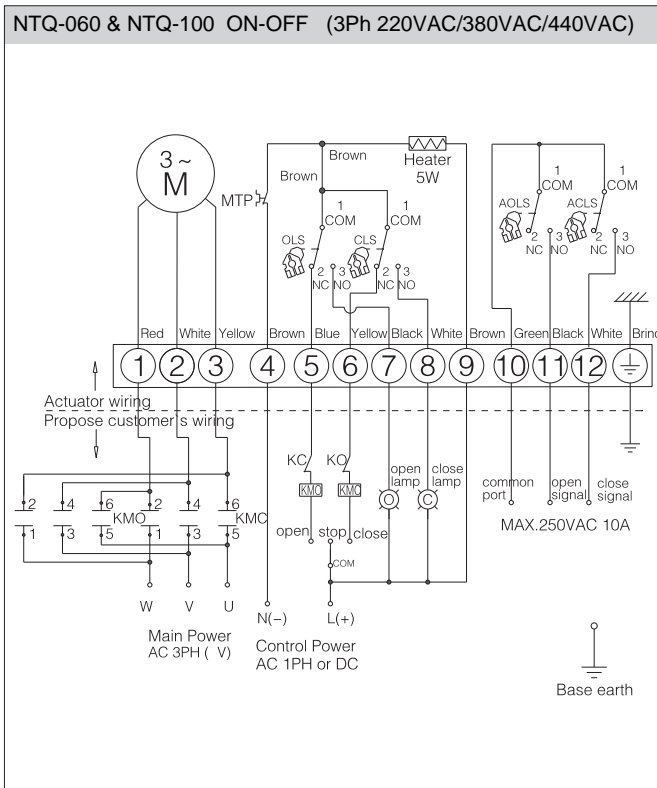 NTQ-060 & NTQ-100 ON-OFF (3Ph 220VAC/380VAC/440VAC)
3~
M
MTP
Brown
Brown
Heater
5W
1
COM
1
COM
OLS
CLS
2
NC
3
NO
2
NC
3
NO
1
COM
1
COM
AOLS
ACLS
2
NC
3
NO
2
NC
3
NO
Red White Yellow Brown Blue Yellow Black White Brown Green Black White Brind
1 2 3 4 5 6 7 8 9 10 11 12
Actuator wiring
Propose customer's wiring
2 4 6 KMO 2 4 6 KMC
1 3 5 1 3 5
KC
KO
KMO
KMC
open lamp
close lamp
O
C
open stop close
COM
common port
open signal
close signal
MAX.250VAC 10A
W V U
Main Power
AC 3PH ( V)
N(-)
L(+)
Control Power
AC 1PH or DC
Base earth